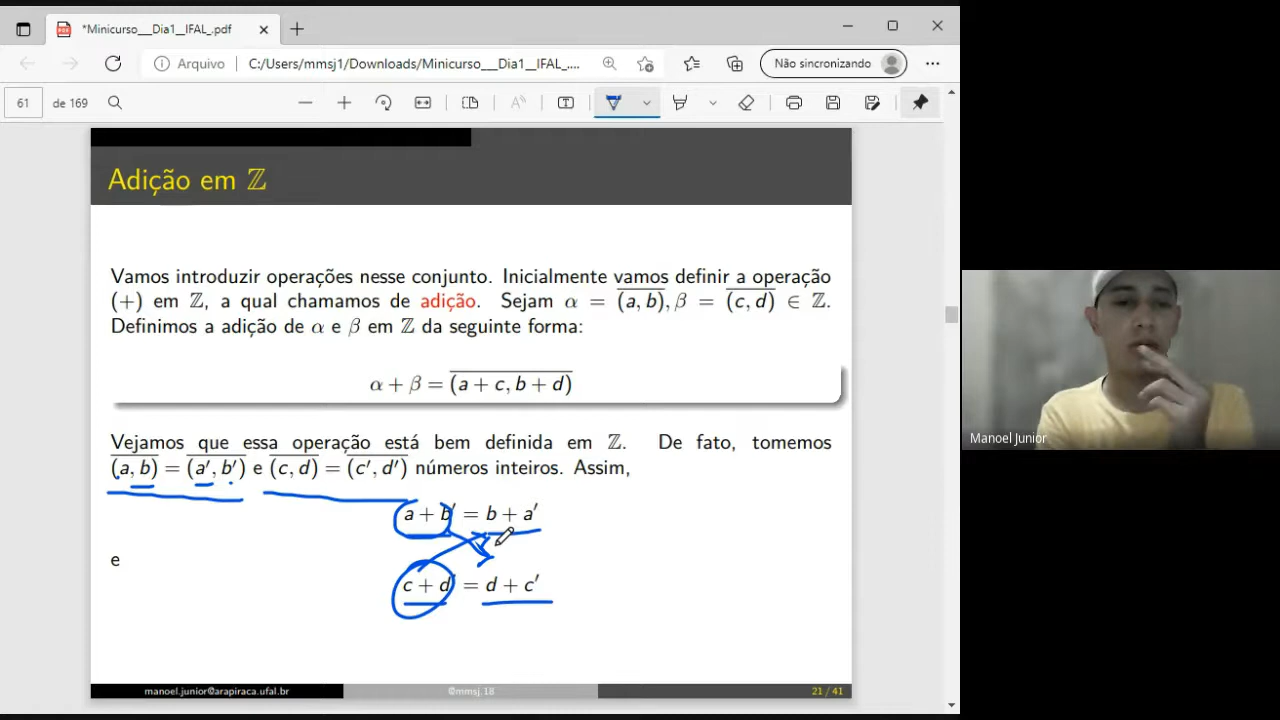 *Minicurso___Dia1__IFAL_.pdf
Arquivo
C:/Users/mmsj1/Downloads/Minicurso___Dia1__IFAL_....
Não sincronizando
61 de 169
Adição em ℤ
Vamos introduzir operações nesse conjunto. Inicialmente vamos definir a operação
(+) em ℤ, a qual chamamos de adição. Sejam α = (a, b), β = (c, d) ∈ ℤ.
Definimos a adição de α e β em ℤ da seguinte forma:
α + β = (a + c, b + d)
Vejamos que essa operação está bem definida em ℤ. De fato, tomemos
(a, b) = (a′, b′) e (c, d) = (c′, d′) números inteiros. Assim,
a + b′ = b + a′
e
c + d′ = d + c′
manoel.junior@arapiraca.ufal.br
@mmsj.18
21 / 41
Manoel Junior